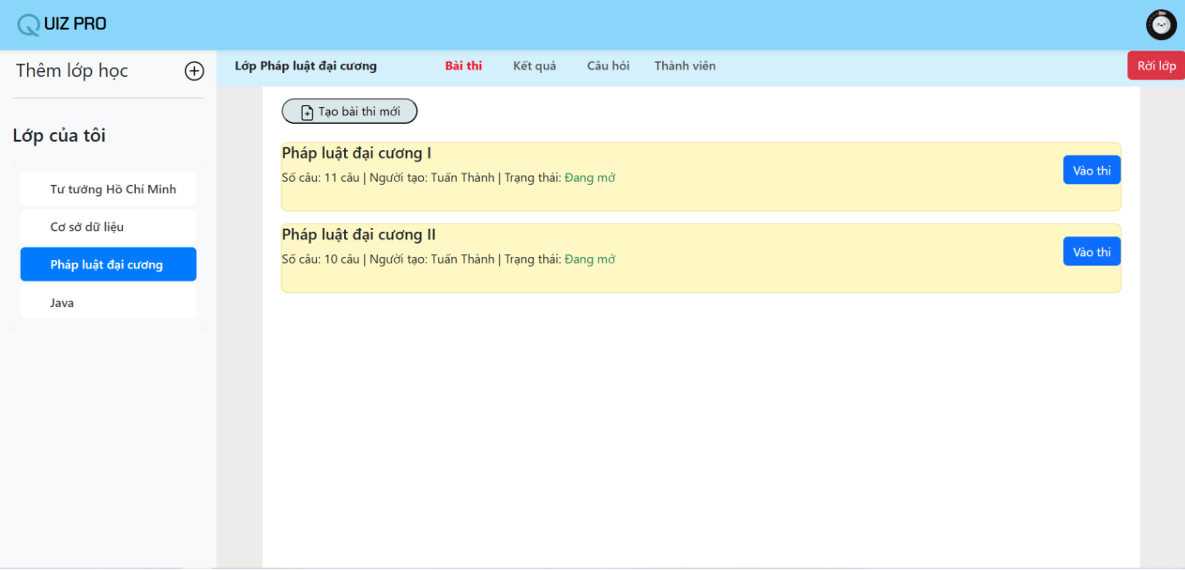 QUIZ PRO
Thêm lớp học
Lớp Pháp luật đại cương Bài thi Kết quả Câu hỏi Thành viên Rời lớp
Lớp của tôi
Tư tưởng Hồ Chí Minh
Cơ sở dữ liệu
Pháp luật đại cương
Java
Tạo bài thi mới
Pháp luật đại cương I
Số câu: 11 câu | Người tạo: Tuấn Thành | Trạng thái: Đang mở
Vào thi
Pháp luật đại cương II
Số câu: 10 câu | Người tạo: Tuấn Thành | Trạng thái: Đang mở
Vào thi